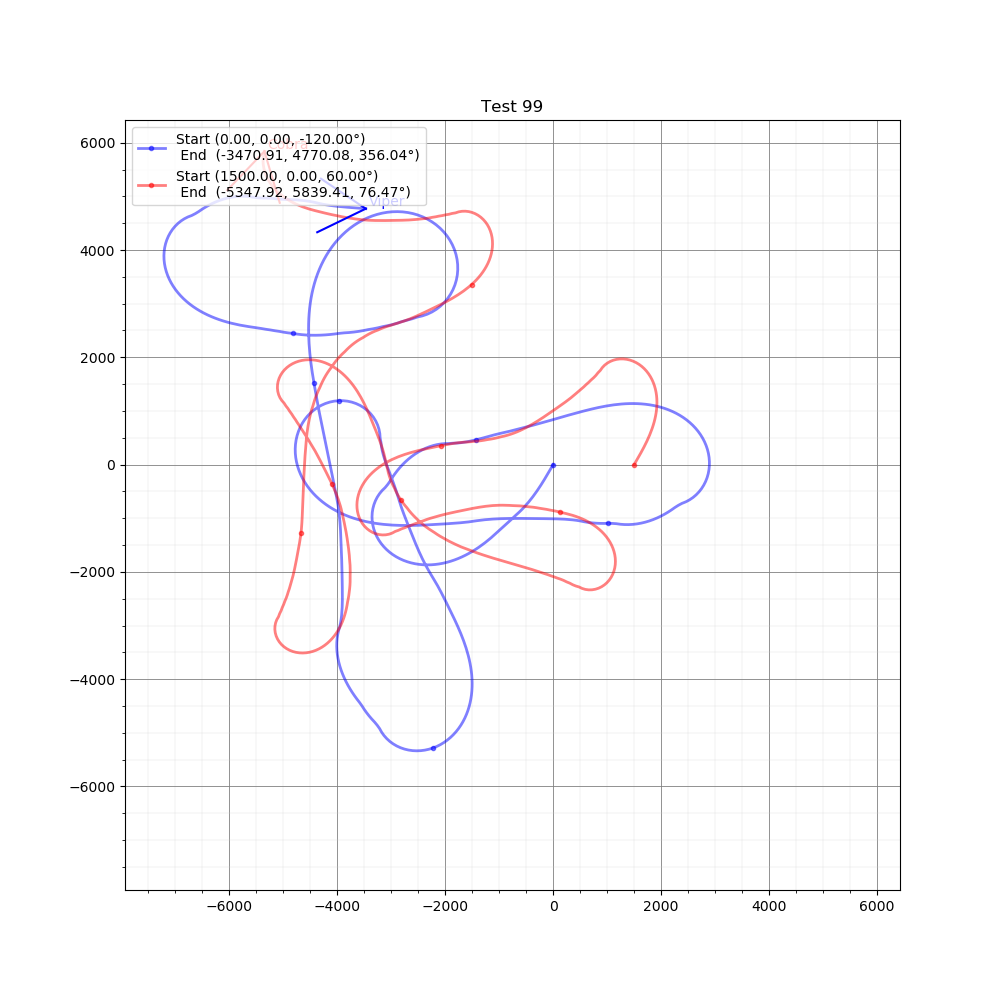 Test 99
Start (0.00, 0.00, -120.00°)
End (-3470.91, 4770.08, 356.04°)
Start (1500.00, 0.00, 60.00°)
End (-5347.92, 5839.41, 76.47°)
Viper
6000
4000
2000
0
−2000
−4000
−6000
−6000 −4000 −2000 0 2000 4000 6000